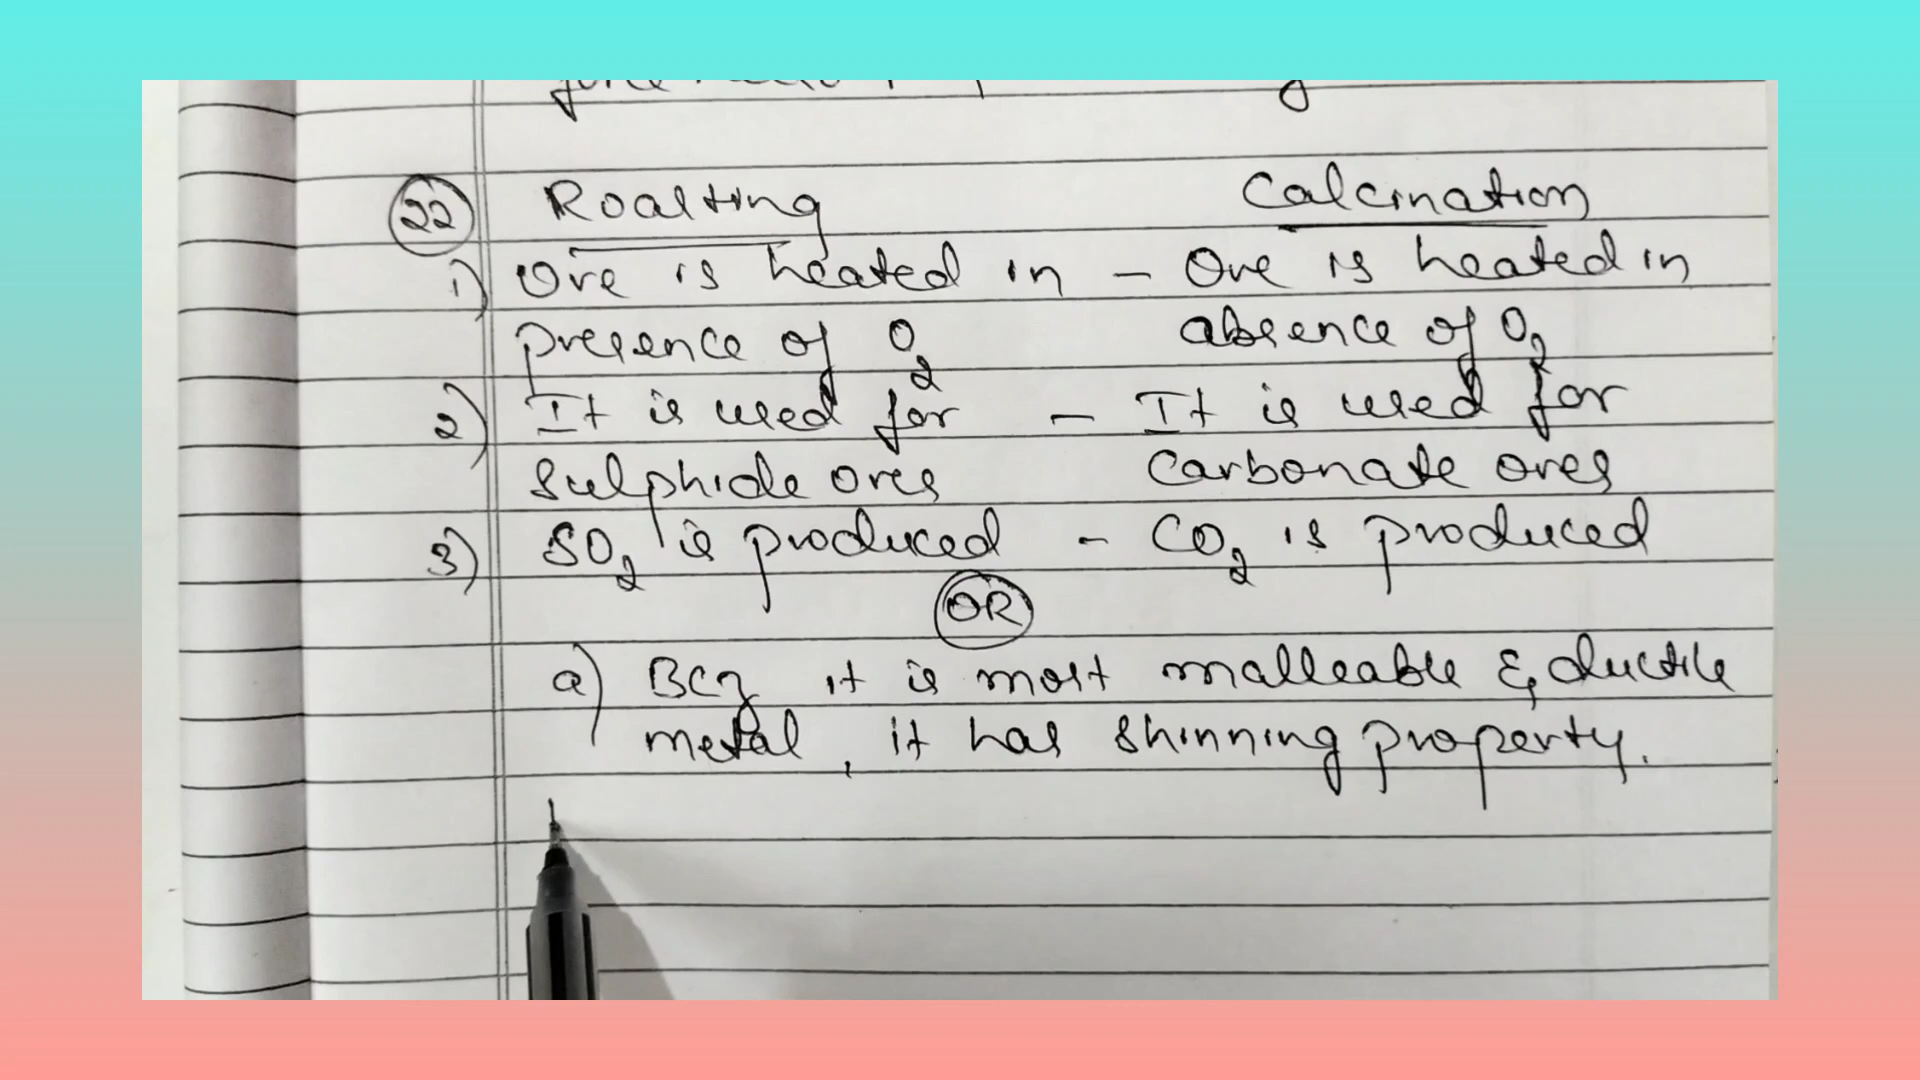 22 Roasting Calcination
1) Ore is heated in - Ore is heated in
presence of O2 absence of O2
2) It is used for - It is used for
Sulphide ores Carbonate ores
3) SO2 is produced - CO2 is produced
OR
a) BCz it is most malleable & ductile
metal, it has shinning property.